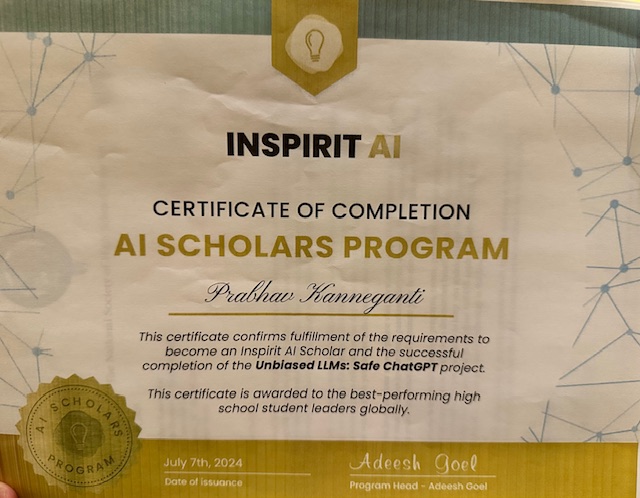 INSPIRIT AI
CERTIFICATE OF COMPLETION
AI SCHOLARS PROGRAM
Prabhav Kanneganti
This certificate confirms fulfillment of the requirements to
become an Inspirit AI Scholar and the successful
completion of the Unbiased LLMs: Safe ChatGPT project.
This certificate is awarded to the best-performing high
school student leaders globally.
AI SCHOLARS
PROGRAM
July 7th, 2024
Date of issuance
Adeesh Goel
Program Head - Adeesh Goel